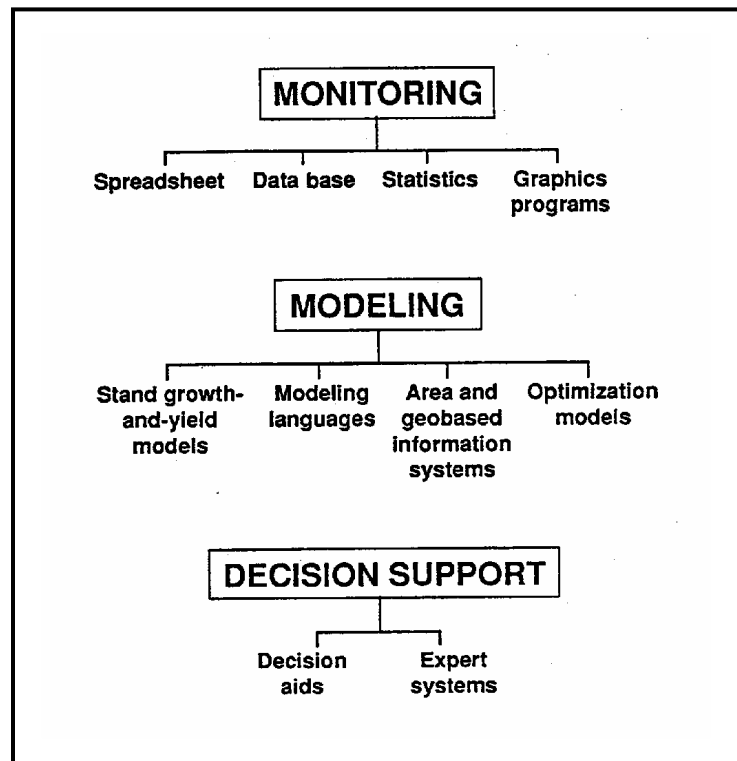 MONITORING
Spreadsheet Data base Statistics Graphics
programs
MODELING
Stand growth- Modeling Area and Optimization
and-yield languages geobased models
models information
systems
DECISION SUPPORT
Decision Expert
aids systems